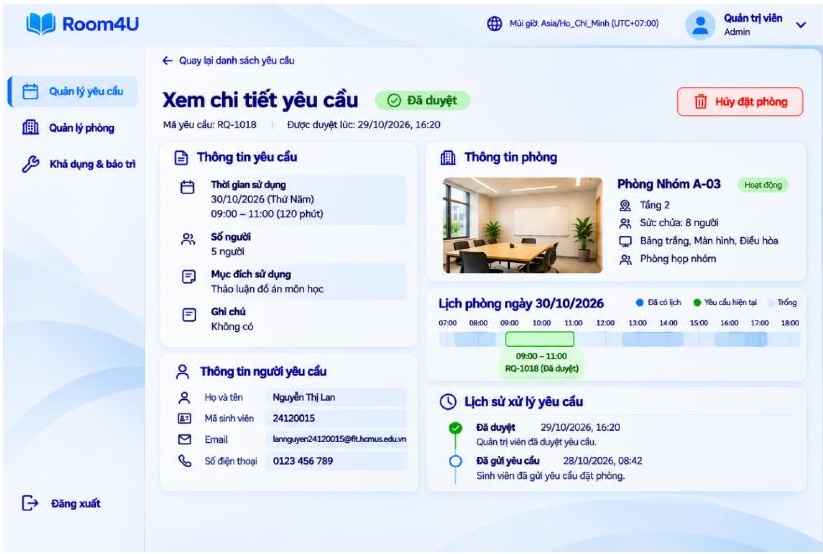 Room4U
Múi giờ: Asia/Ho_Chi_Minh (UTC+07:00)
Quản trị viên
Admin
Quản lý yêu cầu
Quản lý phòng
Khả dụng & bảo trì
Đăng xuất
Quay lại danh sách yêu cầu
Xem chi tiết yêu cầu
Đã duyệt
Hủy đặt phòng
Mã yêu cầu: RQ-1018
Được duyệt lúc: 29/10/2026, 16:20
Thông tin yêu cầu
Thời gian sử dụng
30/10/2026 (Thứ Năm)
09:00 – 11:00 (120 phút)
Số người
5 người
Mục đích sử dụng
Thảo luận đồ án môn học
Ghi chú
Không có
Thông tin người yêu cầu
Họ và tên Nguyễn Thị Lan
Mã sinh viên 24120015
Email lannguyen24120015@fit.hcmus.edu.vn
Số điện thoại 0123 456 789
Thông tin phòng
Phòng Nhóm A-03
Hoạt động
Tầng 2
Sức chứa: 8 người
Bảng trắng, Màn hình, Điều hòa
Phòng họp nhóm
Lịch phòng ngày 30/10/2026
Đã có lịch Yêu cầu hiện tại Trống
07:00 08:00 09:00 10:00 11:00 12:00 13:00 14:00 15:00 16:00 17:00 18:00
09:00 – 11:00
RQ-1018 (Đã duyệt)
Lịch sử xử lý yêu cầu
Đã duyệt 29/10/2026, 16:20
Quản trị viên đã duyệt yêu cầu.
Đã gửi yêu cầu 28/10/2026, 08:42
Sinh viên đã gửi yêu cầu đặt phòng.